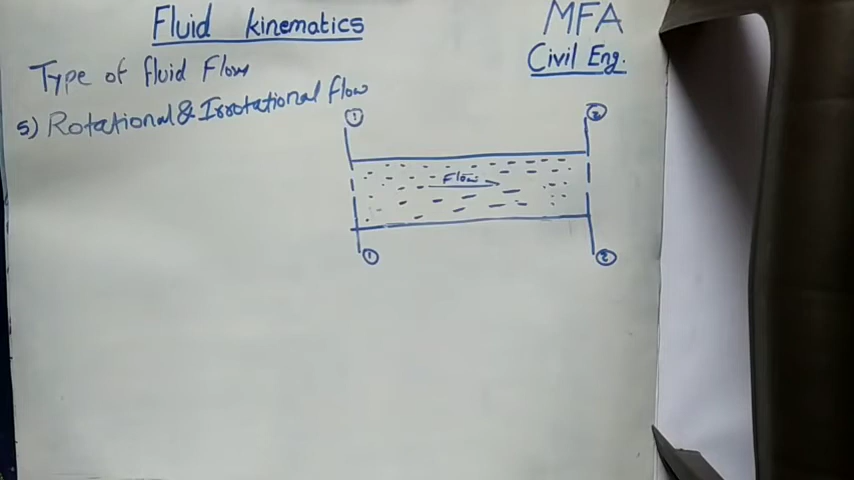 Fluid kinematics
MFA
Civil Eng.
Type of fluid Flow
5) Rotational & Irrotational flow
1
2
Flow
1
2